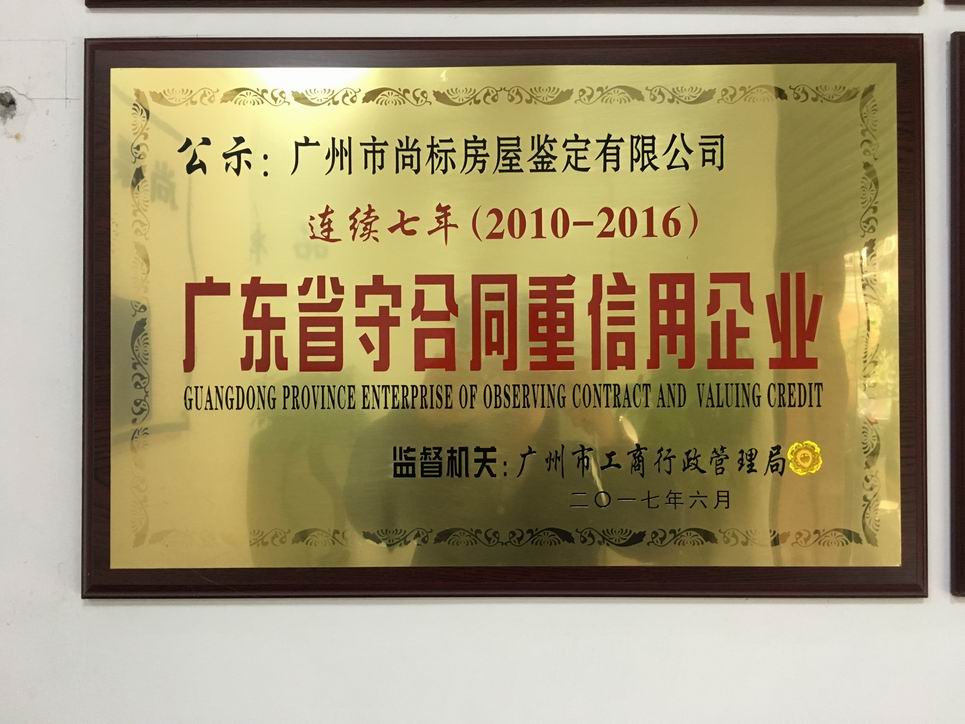 公示：广州市尚标房屋鉴定有限公司
连续七年(2010-2016)
广东省守合同重信用企业
GUANGDONG PROVINCE ENTERPRISE OF OBSERVING CONTRACT AND VALUING CREDIT
监督机关：广州市工商行政管理局
二〇一七年六月